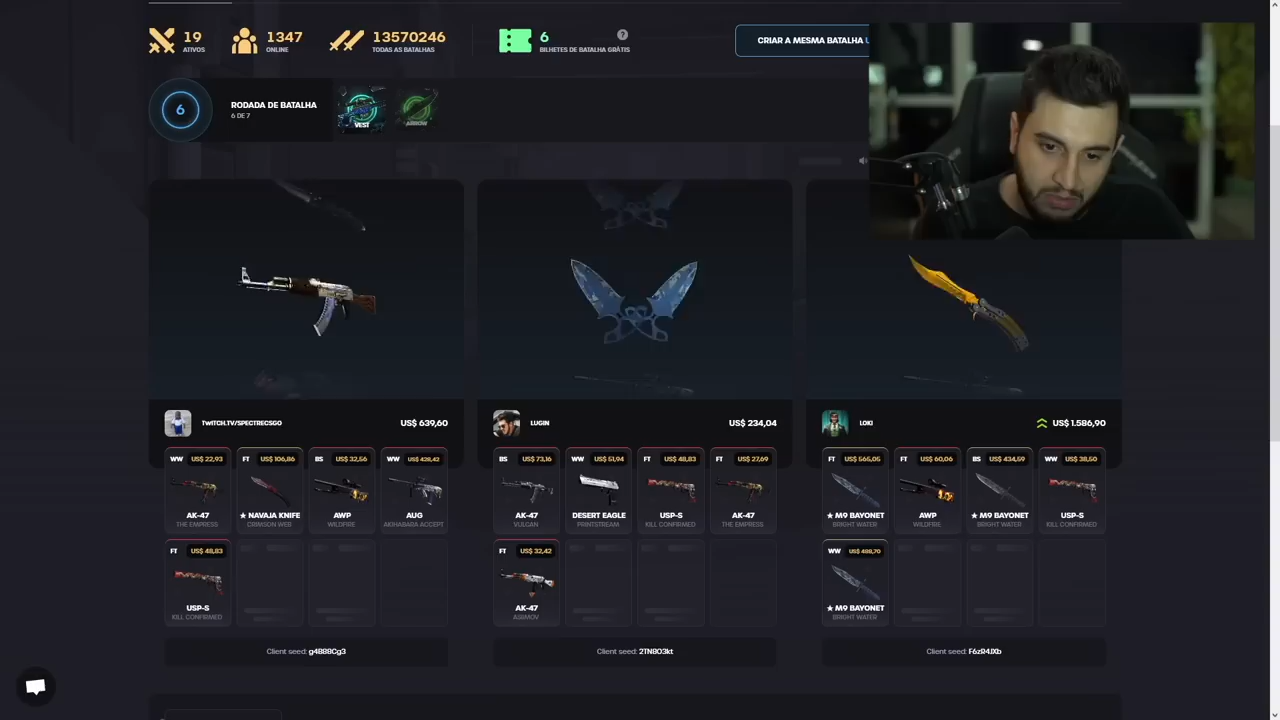 19
ATIVOS
1347
ONLINE
13570246
TODAS AS BATALHAS
6
BILHETES DE BATALHA GRÁTIS
?
CRIAR A MESMA BATALHA
6
RODADA DE BATALHA
6 DE 7
VEST
ARROW
TWITCH.TV/SPECTRECSGO
US$ 639,60
LUGIN
US$ 234,04
LOKI
US$ 1.586,90
WW US$ 22,93
AK-47
THE EMPRESS
FT US$ 106,86
★ NAVAJA KNIFE
CRIMSON WEB
BS US$ 32,56
AWP
WILDFIRE
WW US$ 428,42
AUG
AKIHABARA ACCEPT
FT US$ 48,83
USP-S
KILL CONFIRMED
BS US$ 73,16
AK-47
VULCAN
WW US$ 51,94
DESERT EAGLE
PRINTSTREAM
FT US$ 48,83
USP-S
KILL CONFIRMED
FT US$ 27,69
AK-47
THE EMPRESS
FT US$ 32,42
AK-47
ASIIMOV
FT US$ 565,05
★ M9 BAYONET
BRIGHT WATER
FT US$ 60,06
AWP
WILDFIRE
BS US$ 434,59
★ M9 BAYONET
BRIGHT WATER
WW US$ 38,50
USP-S
KILL CONFIRMED
WW US$ 488,70
★ M9 BAYONET
BRIGHT WATER
Client seed: g4B88Cg3
Client seed: 2TN8O3kt
Client seed: F6zR4JXb